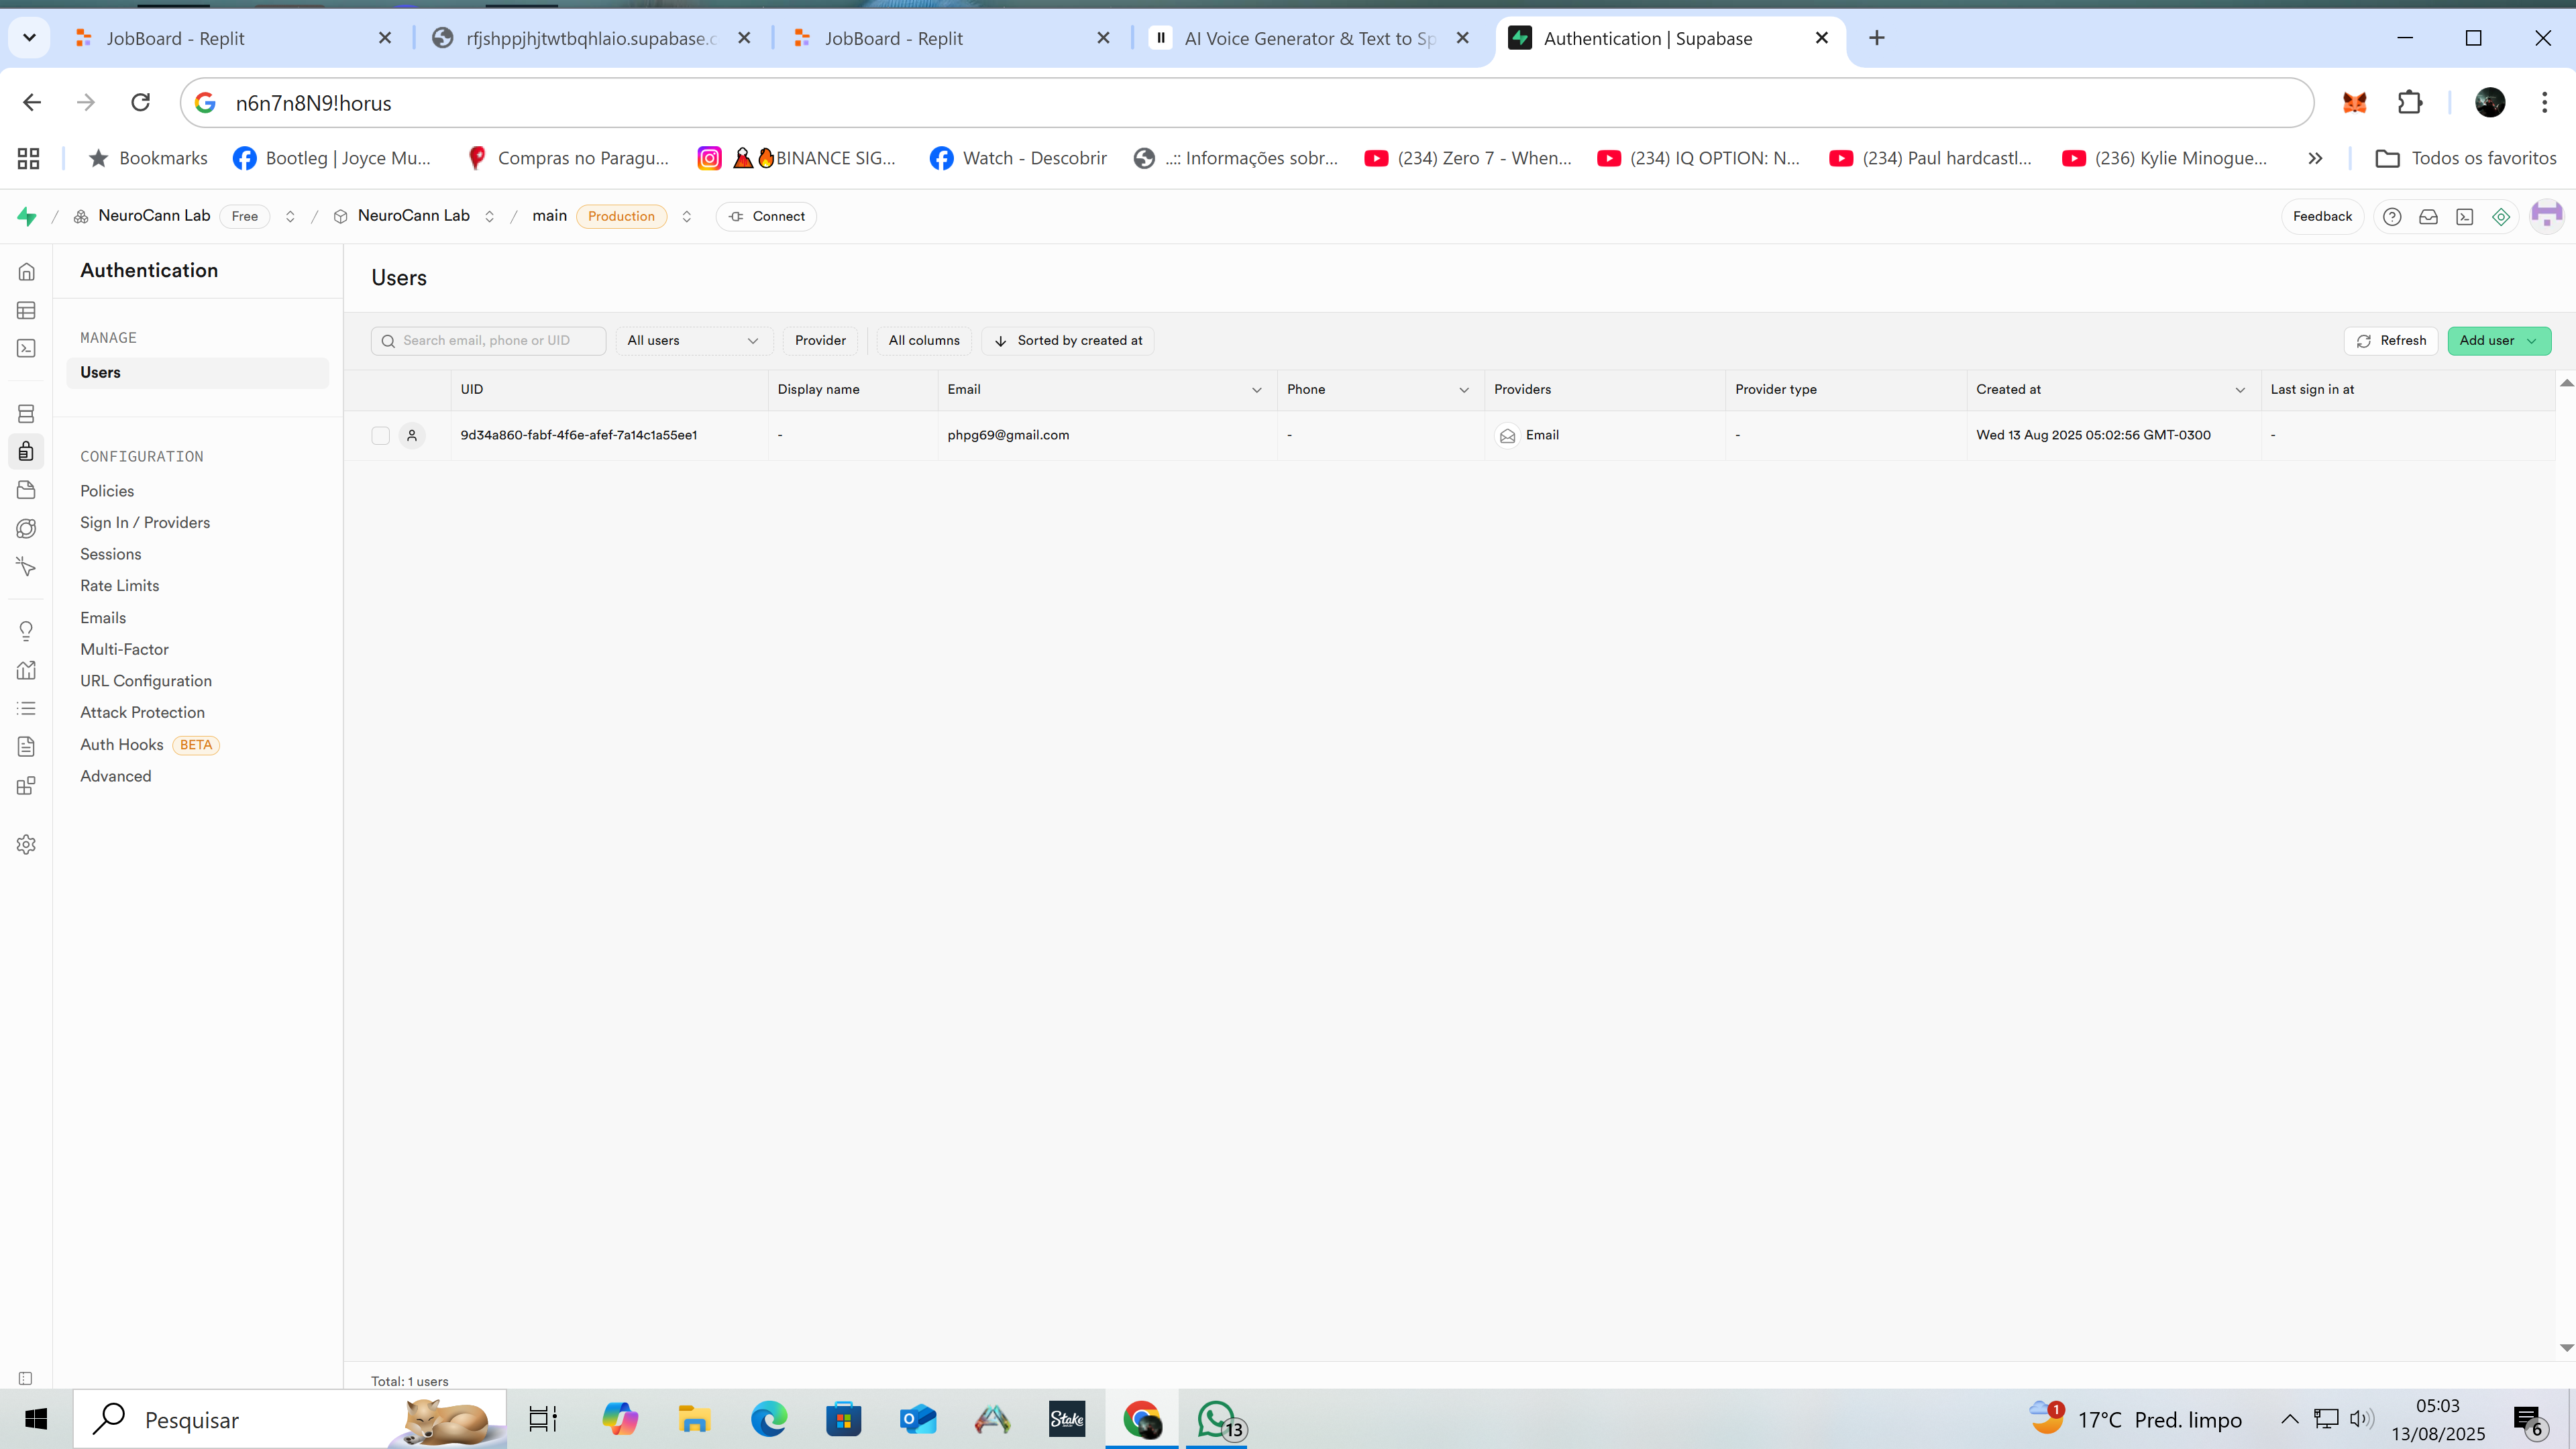 JobBoard - Replit
rfjshppjhjtwtbqhlaio.supabase.c
JobBoard - Replit
AI Voice Generator & Text to Sp
Authentication | Supabase
n6n7n8N9!horus
Bookmarks
Bootleg | Joyce Mu...
Compras no Paragu...
BINANCE SIG...
Watch - Descobrir
..:: Informações sobr...
(234) Zero 7 - When...
(234) IQ OPTION: N...
(234) Paul hardcastl...
(236) Kylie Minogue...
Todos os favoritos
/ NeuroCann Lab Free / NeuroCann Lab / main Production Connect
Feedback
Authentication
MANAGE
Users
CONFIGURATION
Policies
Sign In / Providers
Sessions
Rate Limits
Emails
Multi-Factor
URL Configuration
Attack Protection
Auth Hooks BETA
Advanced
Users
Search email, phone or UID
All users
Provider
All columns
Sorted by created at
Refresh
Add user
UID Display name Email Phone Providers Provider type Created at Last sign in at
9d34a860-fabf-4f6e-afef-7a14c1a55ee1 - phpg69@gmail.com - Email - Wed 13 Aug 2025 05:02:56 GMT-0300 -
Total: 1 users
Pesquisar
Stake
13
1
17°C Pred. limpo
05:03
13/08/2025
6